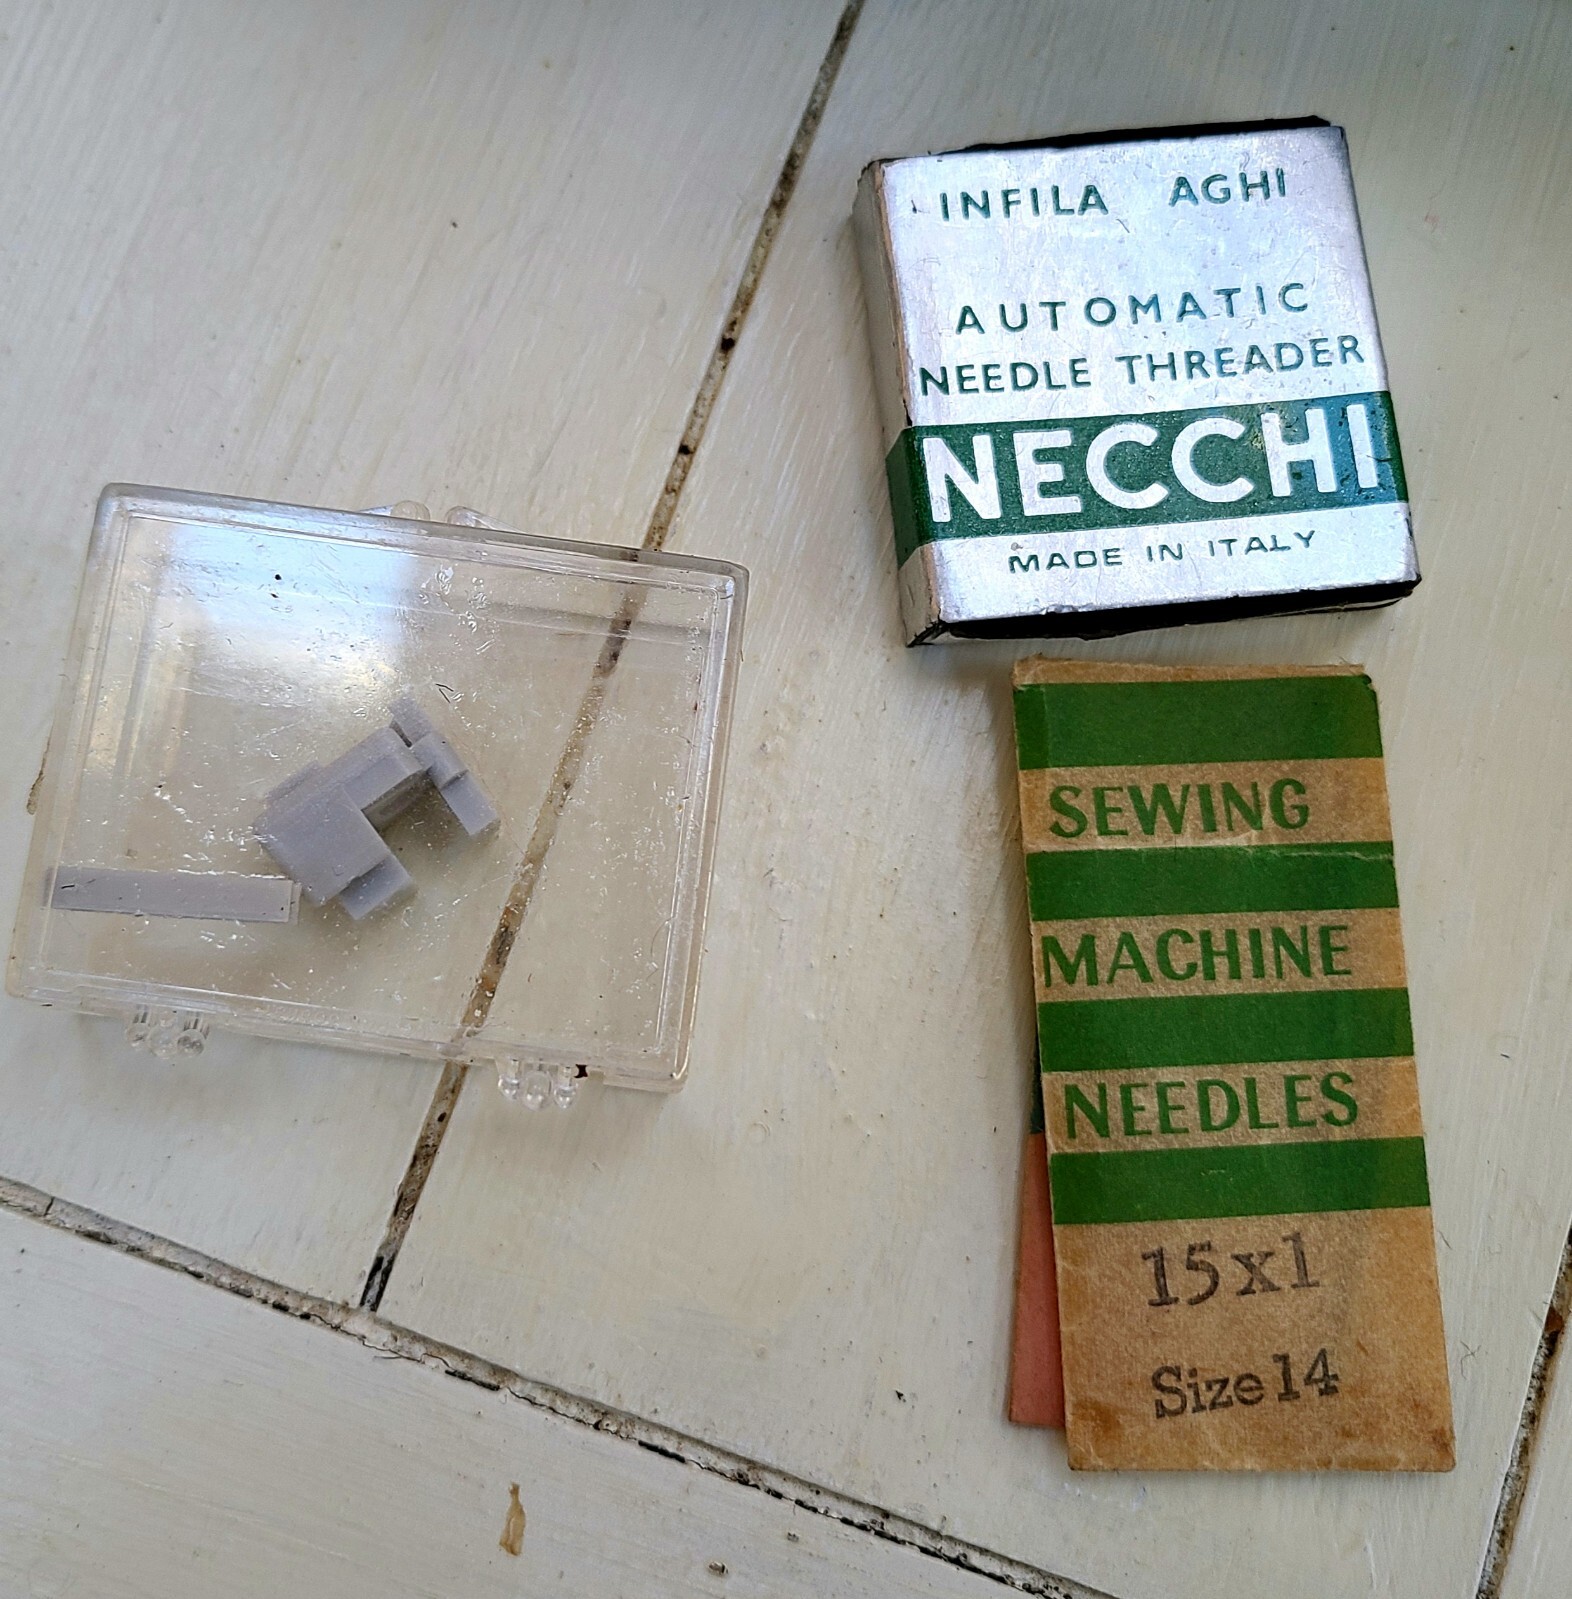 INFILA AGHI
AUTOMATIC
NEEDLE THREADER
NECCHI
MADE IN ITALY
SEWING
MACHINE
NEEDLES
15x1
Size 14